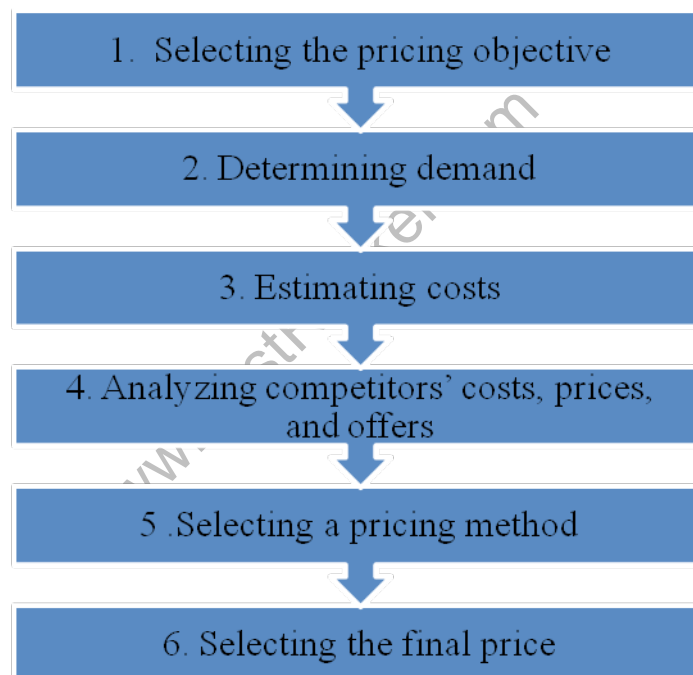 1. Selecting the pricing objective
2. Determining demand
3. Estimating costs
4. Analyzing competitors’ costs, prices,
and offers
5 .Selecting a pricing method
6. Selecting the final price